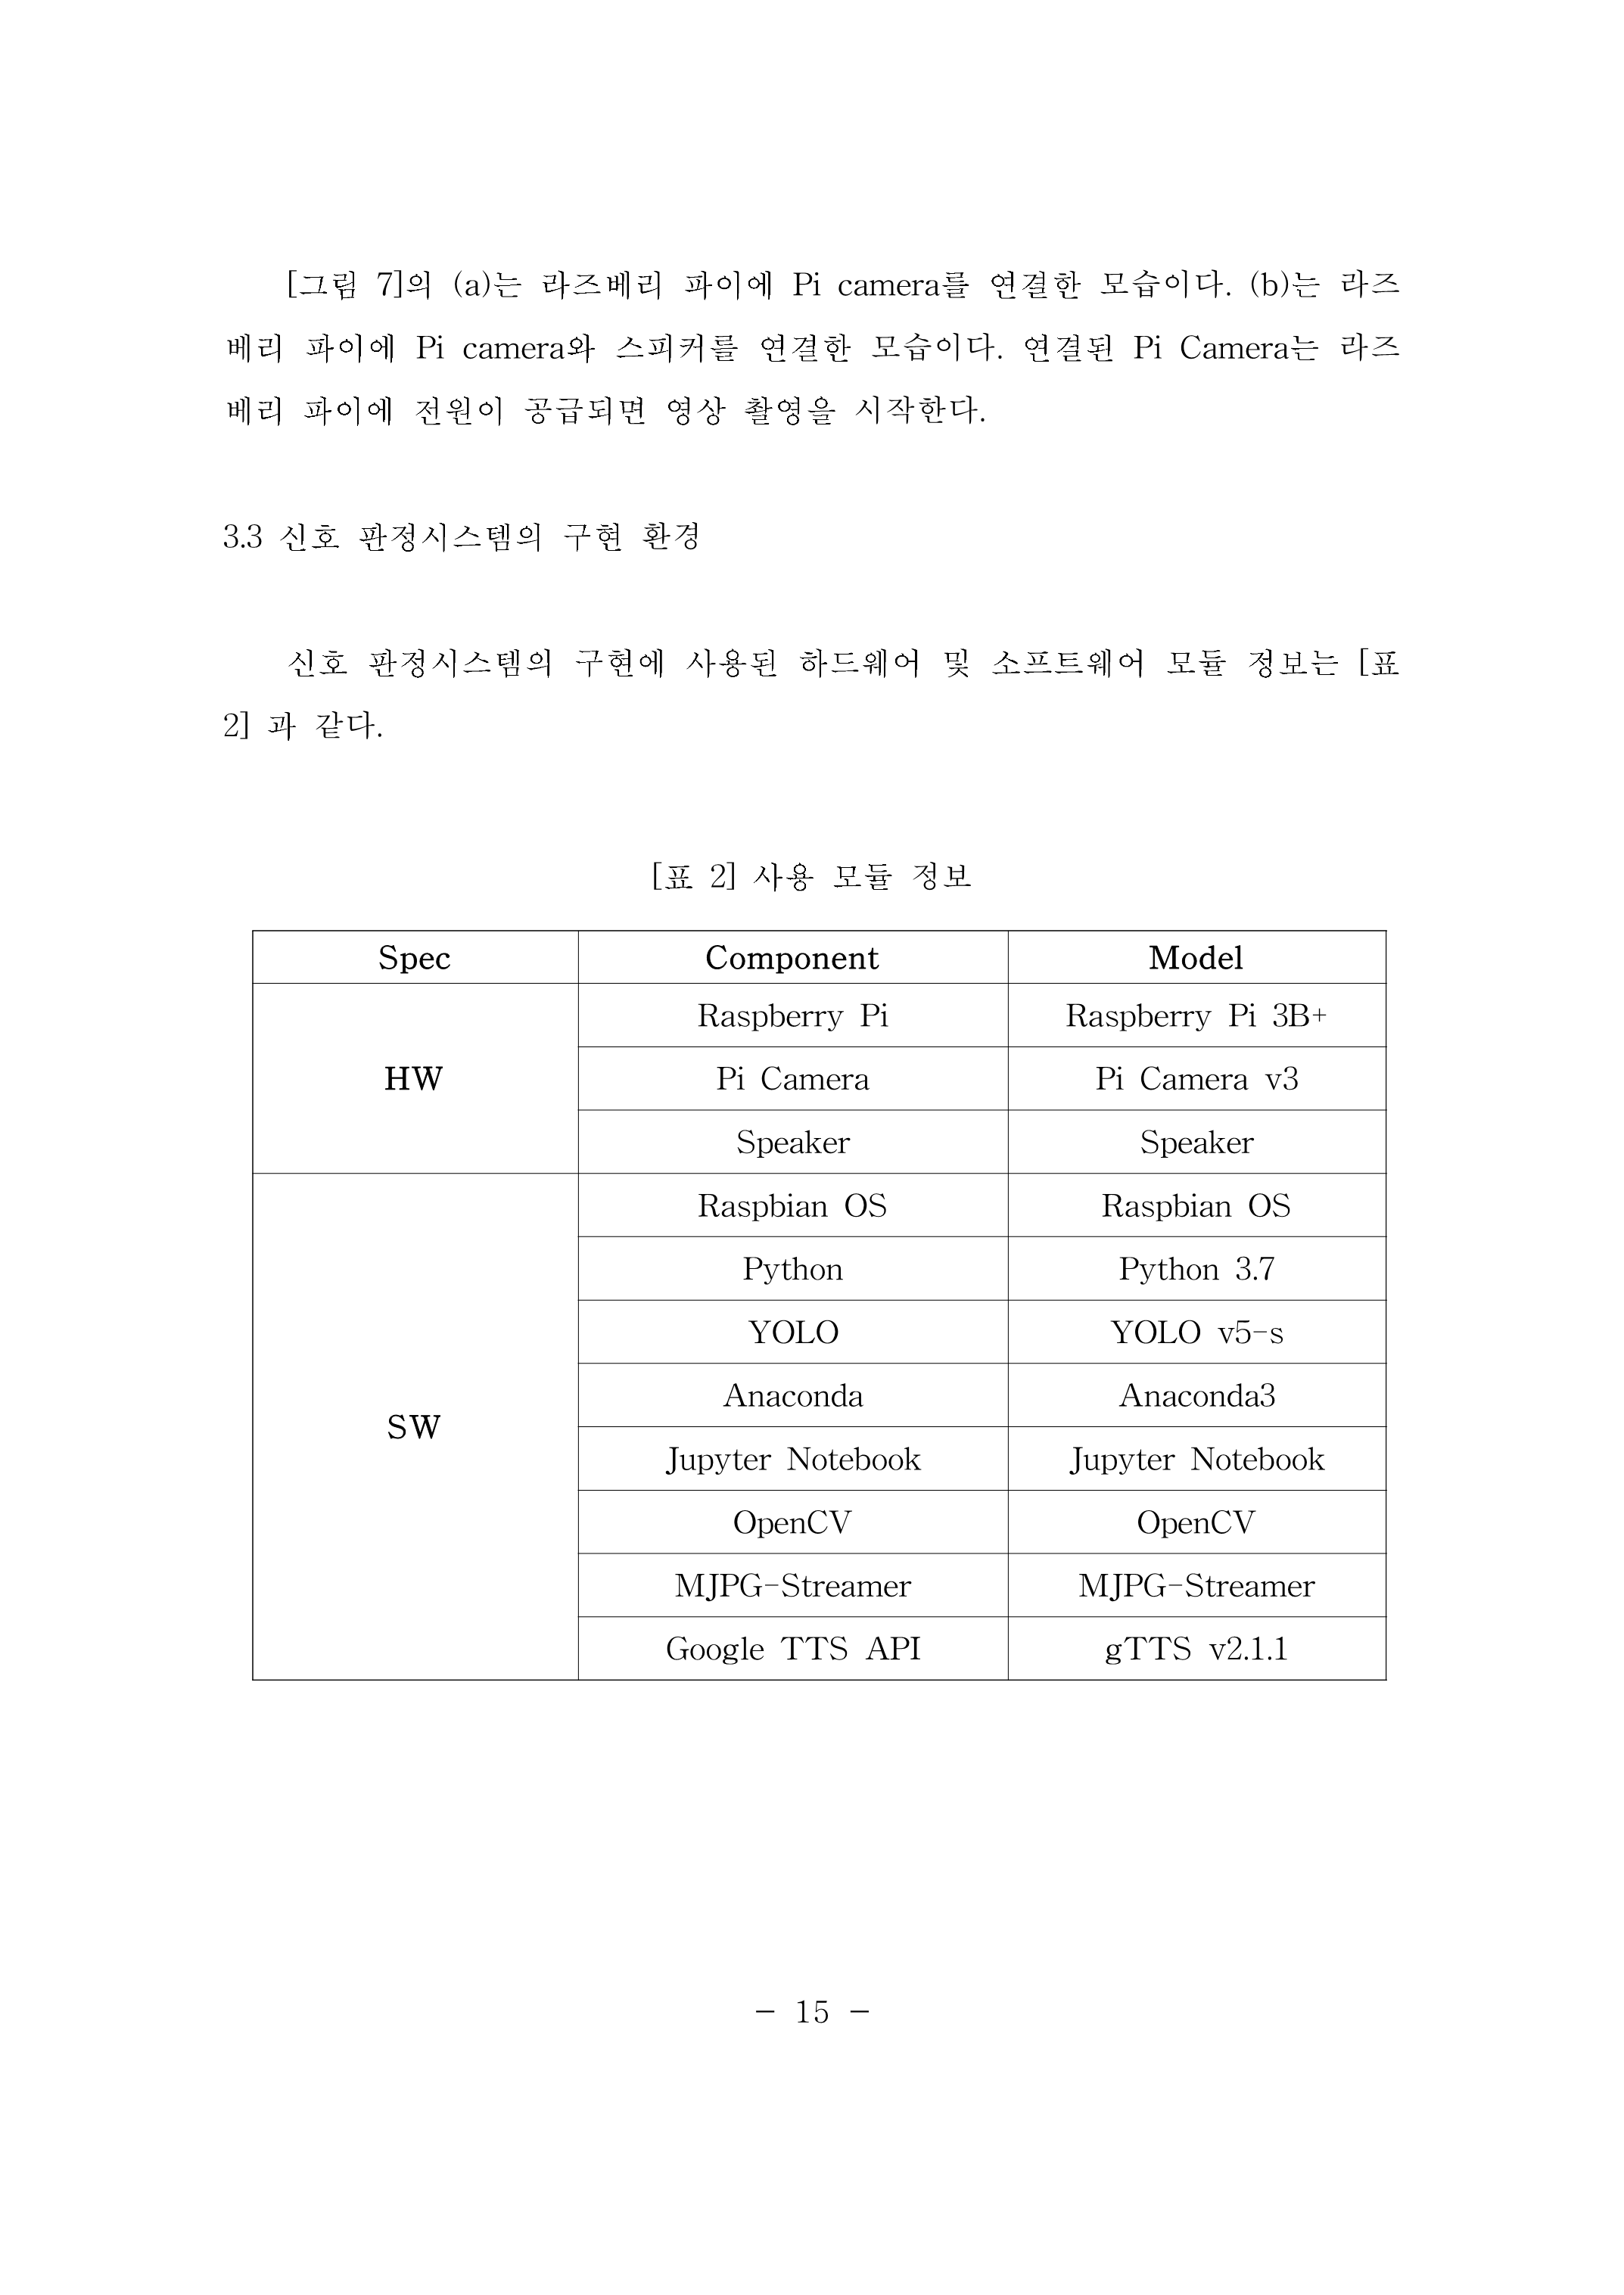 [그림 7]의 (a)는 라즈베리 파이에 Pi camera를 연결한 모습이다. (b)는 라즈
베리 파이에 Pi camera와 스피커를 연결한 모습이다. 연결된 Pi Camera는 라즈
베리 파이에 전원이 공급되면 영상 촬영을 시작한다.
3.3 신호 판정시스템의 구현 환경
신호 판정시스템의 구현에 사용된 하드웨어 및 소프트웨어 모듈 정보는 [표
2] 과 같다.
[표 2] 사용 모듈 정보
Spec Component Model
HW
Raspberry Pi Raspberry Pi 3B+
Pi Camera Pi Camera v3
Speaker Speaker
SW
Raspbian OS Raspbian OS
Python Python 3.7
YOLO YOLO v5-s
Anaconda Anaconda3
Jupyter Notebook Jupyter Notebook
OpenCV OpenCV
MJPG-Streamer MJPG-Streamer
Google TTS API gTTS v2.1.1
- 15 -